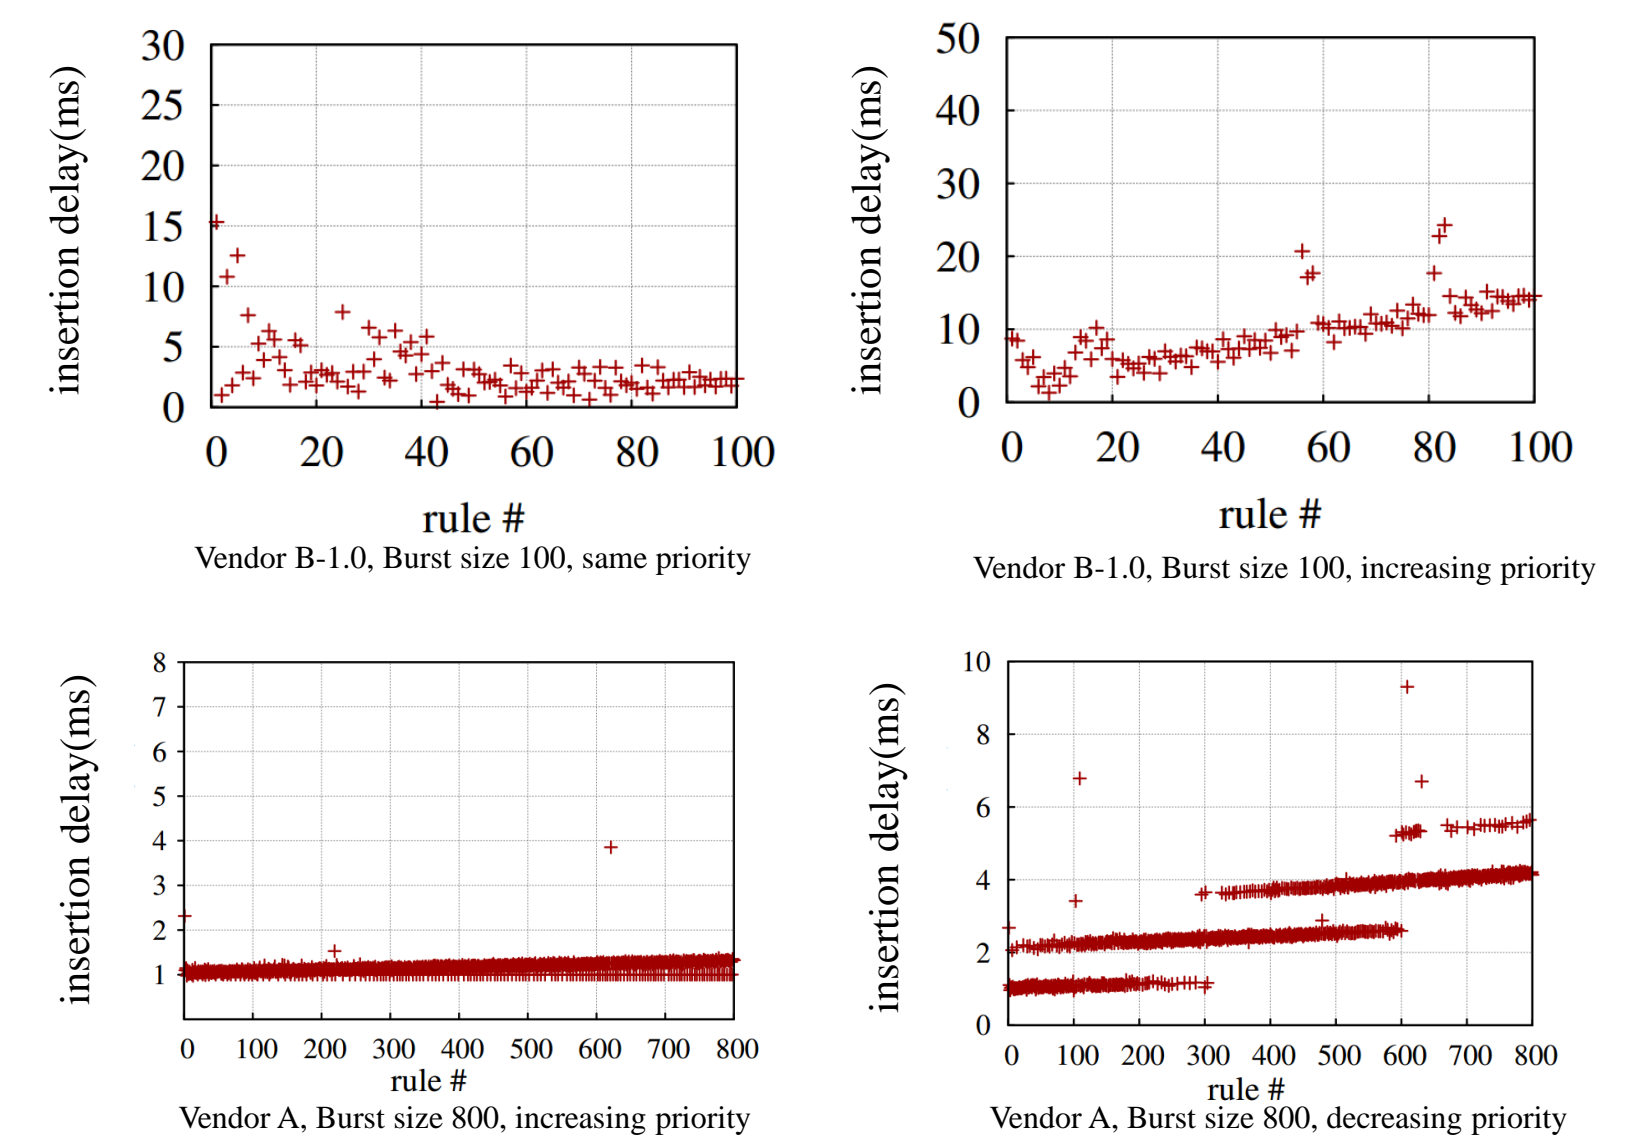 30
25
20
15
10
5
0
insertion delay(ms)
0 20 40 60 80 100
rule #
Vendor B-1.0, Burst size 100, same priority
50
40
30
20
10
0
insertion delay(ms)
0 20 40 60 80 100
rule #
Vendor B-1.0, Burst size 100, increasing priority
8
7
6
5
4
3
2
1
insertion delay(ms)
0 100 200 300 400 500 600 700 800
rule #
Vendor A, Burst size 800, increasing priority
10
8
6
4
2
0
insertion delay(ms)
0 100 200 300 400 500 600 700 800
rule #
Vendor A, Burst size 800, decreasing priority